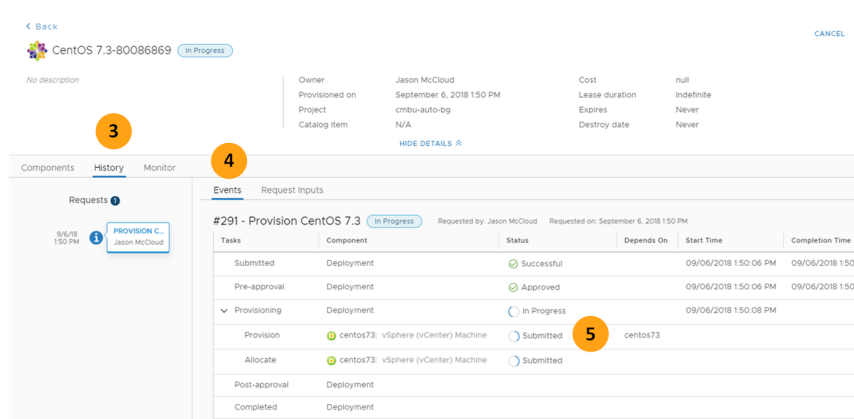 Back
CANCEL
CentOS 7.3-80086869 In Progress
No description
Owner Jason McCloud Cost null
Provisioned on September 6, 2018 1:50 PM Lease duration Indefinite
Project cmbu-auto-bg Expires Never
Catalog item N/A Destroy date Never
HIDE DETAILS
3
4
Components History Monitor
Requests 1
9/6/18
1:50 PM
PROVISION C...
Jason McCloud
Events Request Inputs
#291 - Provision CentOS 7.3 In Progress Requested by: Jason McCloud Requested on: September 6, 2018 1:50 PM
Tasks Component Status Depends On Start Time Completion Time
Submitted Deployment Successful 09/06/2018 1:50:06 PM 09/06/2018 1:50
Pre-approval Deployment Approved 09/06/2018 1:50:06 PM 09/06/2018 1:50
Provisioning Deployment In Progress 09/06/2018 1:50:08 PM
Provision centos73: vSphere (vCenter) Machine Submitted 5 centos73
Allocate centos73: vSphere (vCenter) Machine Submitted
Post-approval Deployment
Completed Deployment